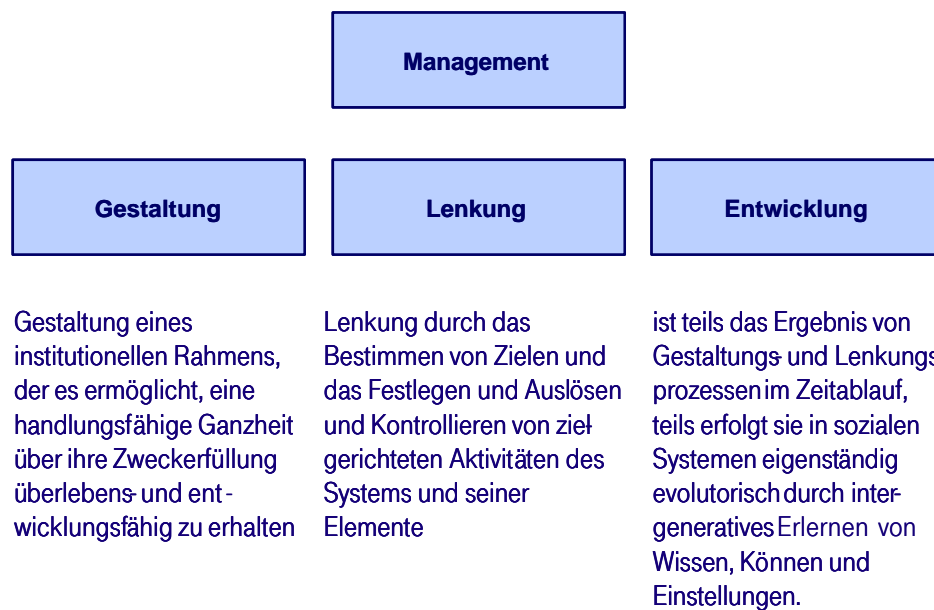 Management
Gestaltung
Lenkung
Entwicklung
Gestaltung eines
institutionellen Rahmens,
der es ermöglicht, eine
handlungsfähige Ganzheit
über ihre Zweckerfüllung
überlebens- und ent-
wicklungsfähig zu erhalten
Lenkung durch das
Bestimmen von Zielen und
das Festlegen und Auslösen
und Kontrollieren von ziel-
gerichteten Aktivitäten des
Systems und seiner
Elemente
ist teils das Ergebnis von
Gestaltungs- und Lenkungs
prozessen im Zeitablauf,
teils erfolgt sie in sozialen
Systemen eigenständig
evolutorisch durch inter-
generatives Erlernen von
Wissen, Können und
Einstellungen.